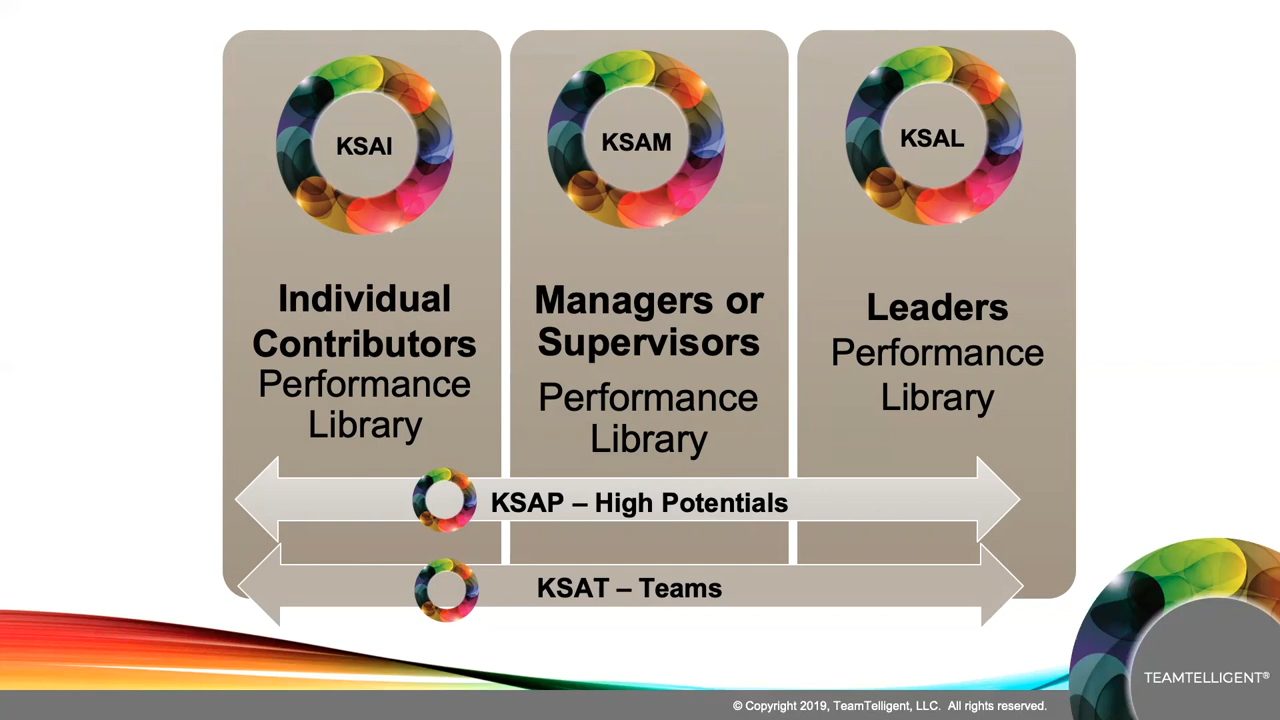 KSAI
Individual
Contributors
Performance
Library
KSAM
Managers or
Supervisors
Performance
Library
KSAL
Leaders
Performance
Library
KSAP – High Potentials
KSAT – Teams
TEAMTELLIGENT®
© Copyright 2019, TeamTelligent, LLC. All rights reserved.